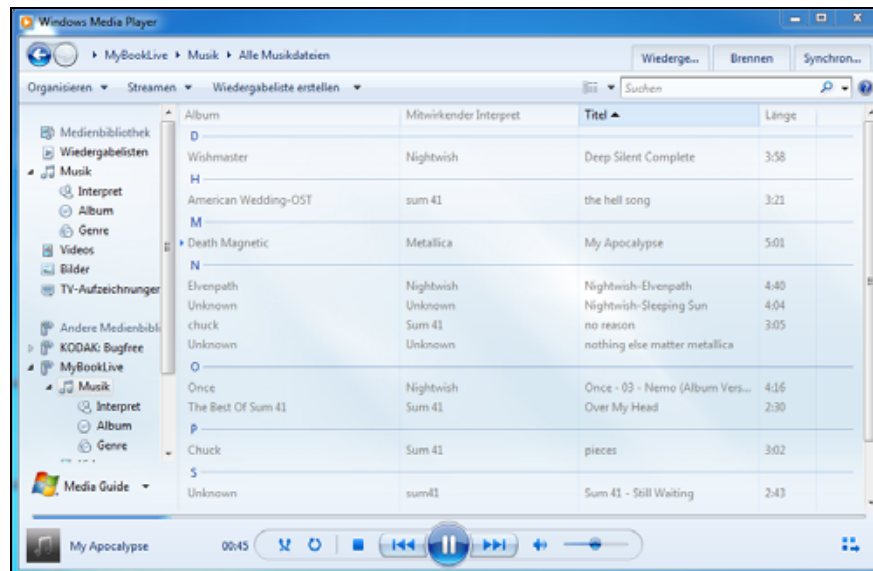 Windows Media Player
MyBookLive Musik Alle Musikdateien Wiederge... Brennen Synchron...
Organisieren Streamen Wiedergabeliste erstellen Suchen
Album Mitwirkender Interpret Titel Länge
Medienbibliothek
Wiedergabelisten
Musik
Interpret
Album
Genre
Videos
Bilder
TV-Aufzeichnunger
Andere Medienbibli
KODAK: Bugfree
MyBookLive
Musik
Interpret
Album
Genre
Media Guide
D
Wishmaster Nightwish Deep Silent Complete 3:58
H
American Wedding-OST sum 41 the hell song 3:21
M
Death Magnetic Metallica My Apocalypse 5:01
N
Elvenpath Nightwish Nightwish-Elvenpath 4:40
Unknown Unknown Nightwish-Sleeping Sun 4:04
chuck Sum 41 no reason 3:05
Unknown Unknown nothing else matter metallica
O
Once Nightwish Once - 03 - Nemo (Album Vers... 4:16
The Best Of Sum 41 Sum 41 Over My Head 2:30
P
Chuck Sum 41 pieces 3:02
S
Unknown sum41 Sum 41 - Still Waiting 2:43
My Apocalypse 00:45